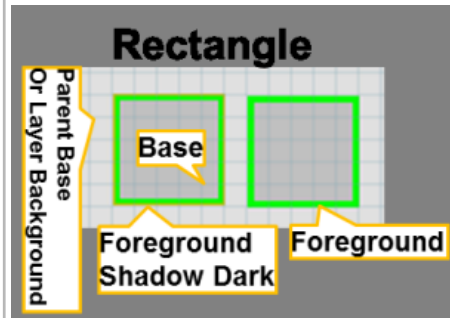 Rectangle
Parent Base
Or Layer Background
Base
Foreground
Shadow Dark
Foreground